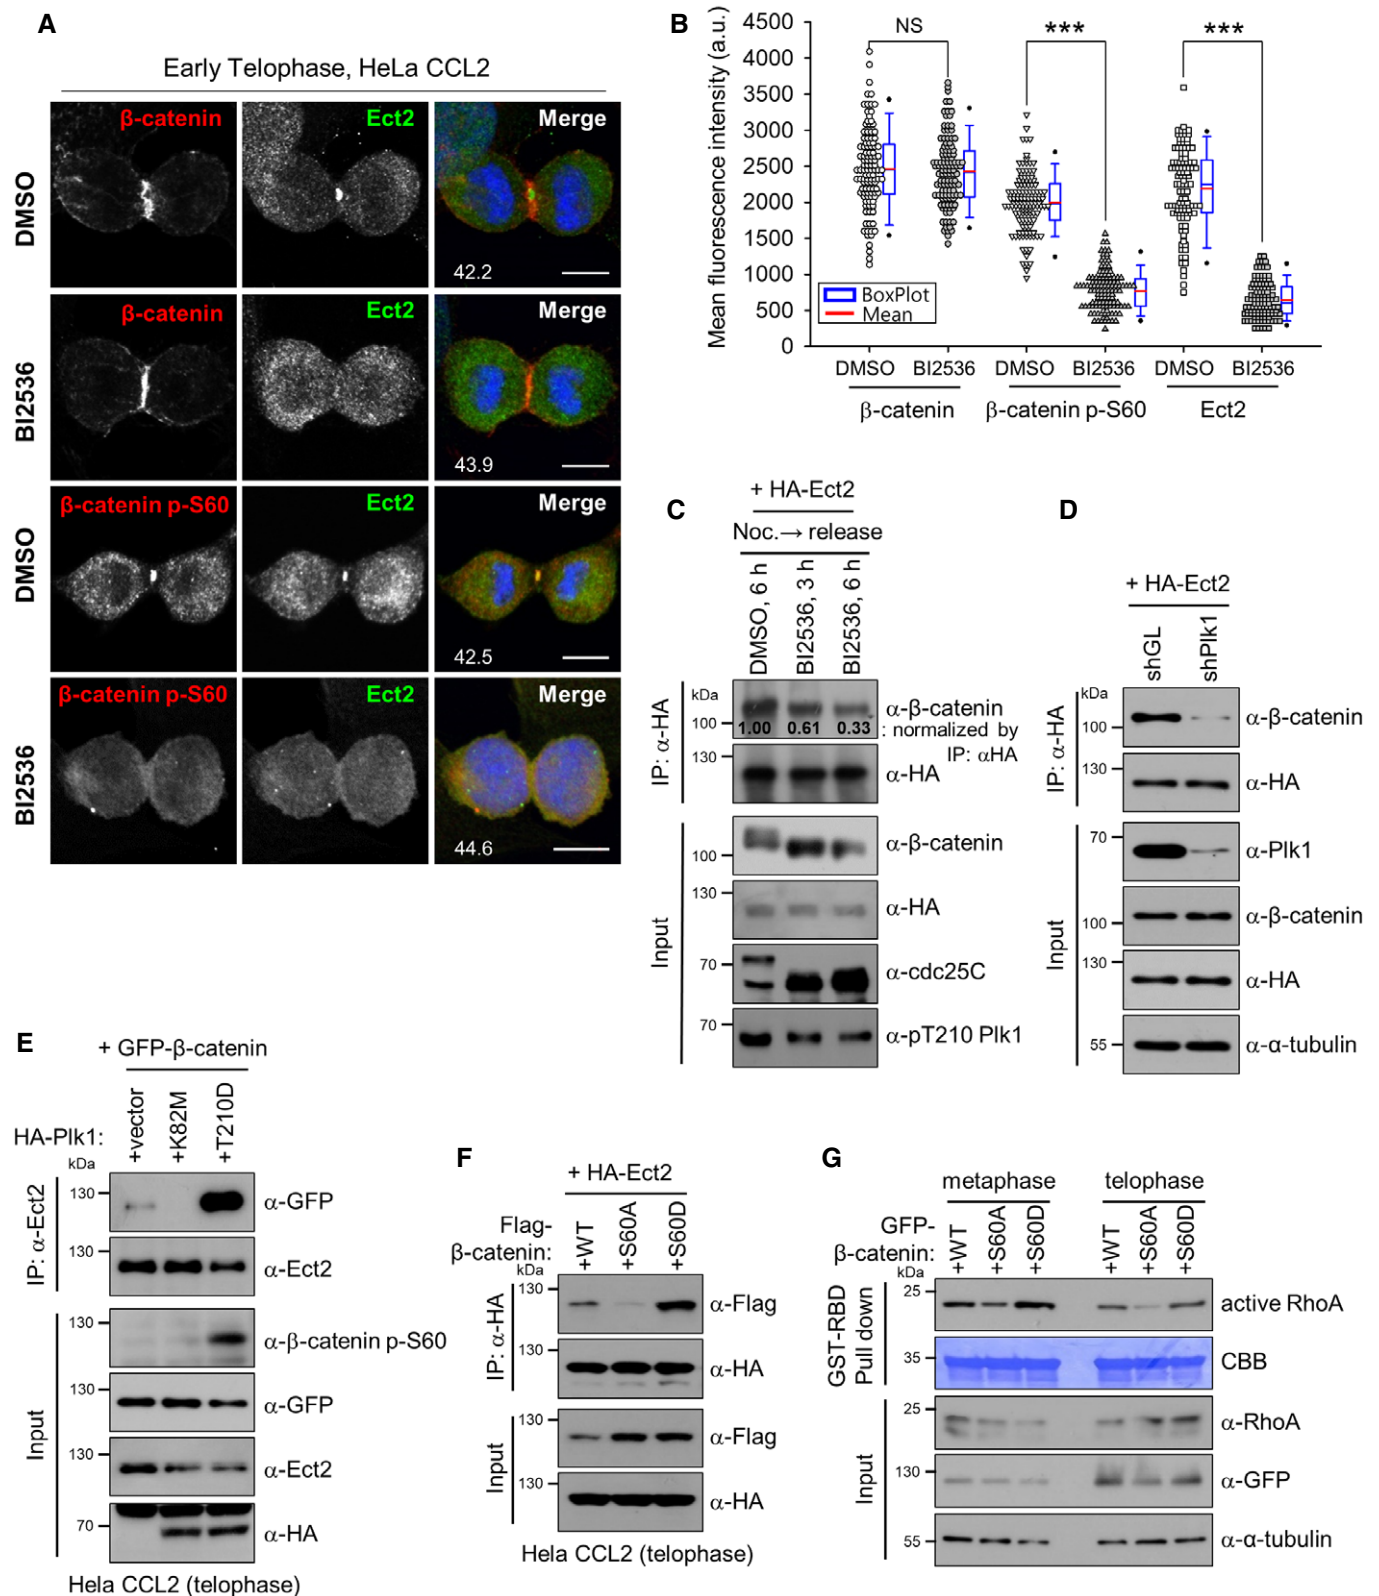 A
Early Telophase, HeLa CCL2
DMSO
β-catenin
Ect2
Merge
42.2
BI2536
β-catenin
Ect2
Merge
43.9
DMSO
β-catenin p-S60
Ect2
Merge
42.5
BI2536
β-catenin p-S60
Ect2
Merge
44.6
B
Mean fluorescence intensity (a.u.)
4500
4000
3500
3000
2500
2000
1500
1000
500
0
NS
***
***
BoxPlot
Mean
DMSO BI2536 DMSO BI2536 DMSO BI2536
β-catenin β-catenin p-S60 Ect2
C
+ HA-Ect2
Noc.→ release
DMSO, 6 h
BI2536, 3 h
BI2536, 6 h
kDa
IP: α-HA
100
1.00 0.61 0.33
α-β-catenin
: normalized by
IP: αHA
130
α-HA
Input
100
α-β-catenin
130
α-HA
70
α-cdc25C
70
α-pT210 Plk1
D
+ HA-Ect2
shGL
shPlk1
kDa
IP: α-HA
100
α-β-catenin
130
α-HA
Input
70
α-Plk1
100
α-β-catenin
130
α-HA
55
α-α-tubulin
E
+ GFP-β-catenin
HA-Plk1:
+vector
+K82M
+T210D
kDa
IP: α-Ect2
130
α-GFP
130
α-Ect2
Input
130
α-β-catenin p-S60
130
α-GFP
130
α-Ect2
70
α-HA
Hela CCL2 (telophase)
F
+ HA-Ect2
Flag-
β-catenin:
+WT
+S60A
+S60D
kDa
IP: α-HA
130
α-Flag
130
α-HA
Input
130
α-Flag
130
α-HA
Hela CCL2 (telophase)
G
metaphase telophase
GFP-
β-catenin:
+WT
+S60A
+S60D
+WT
+S60A
+S60D
kDa
GST-RBD
Pull down
25
active RhoA
35
CBB
Input
25
α-RhoA
130
α-GFP
55
α-α-tubulin